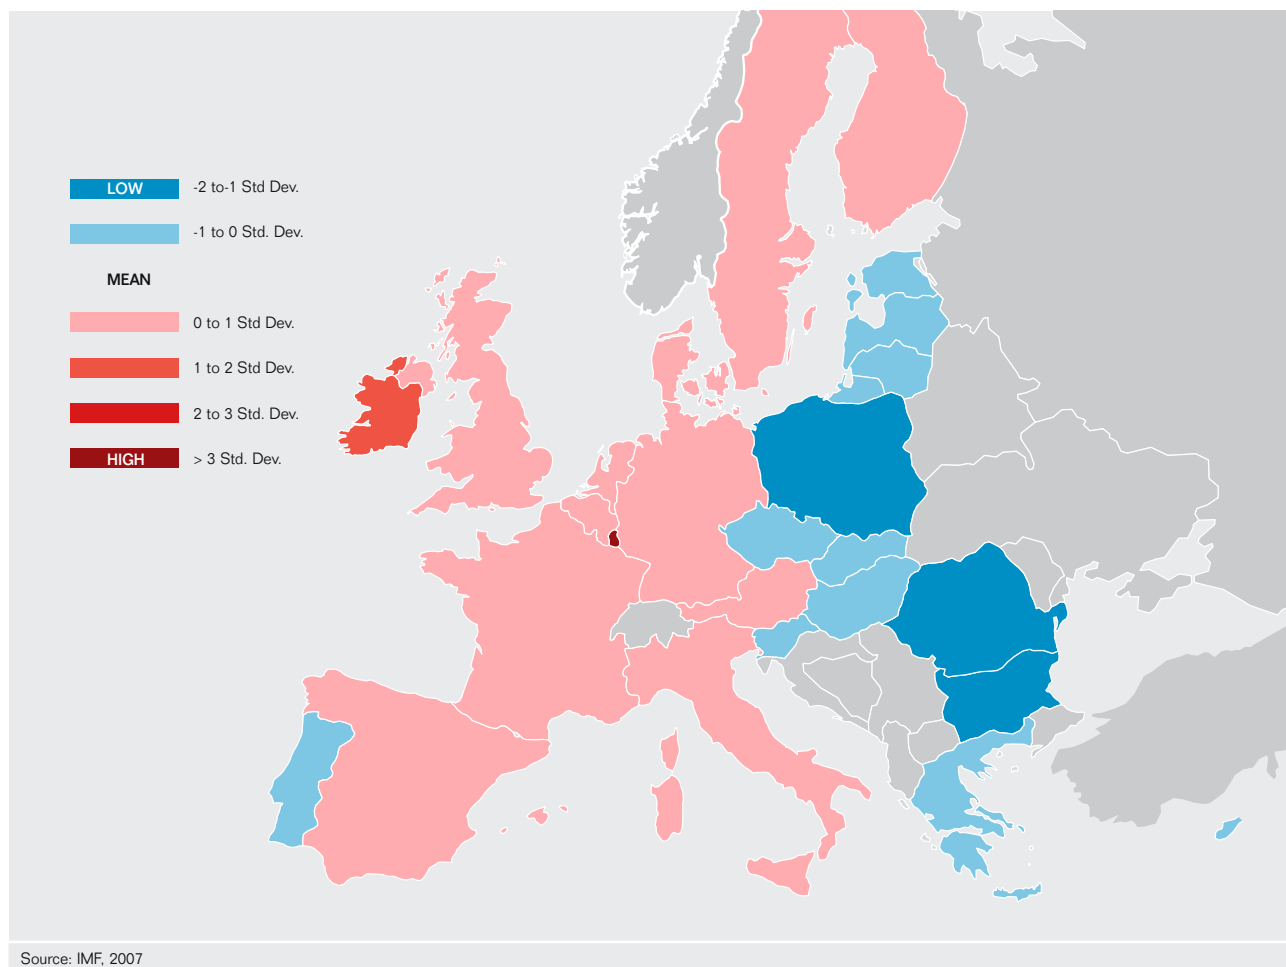 LOW -2 to-1 Std Dev.
-1 to 0 Std. Dev.
MEAN
0 to 1 Std Dev.
1 to 2 Std Dev.
2 to 3 Std. Dev.
HIGH > 3 Std. Dev.
Source: IMF, 2007